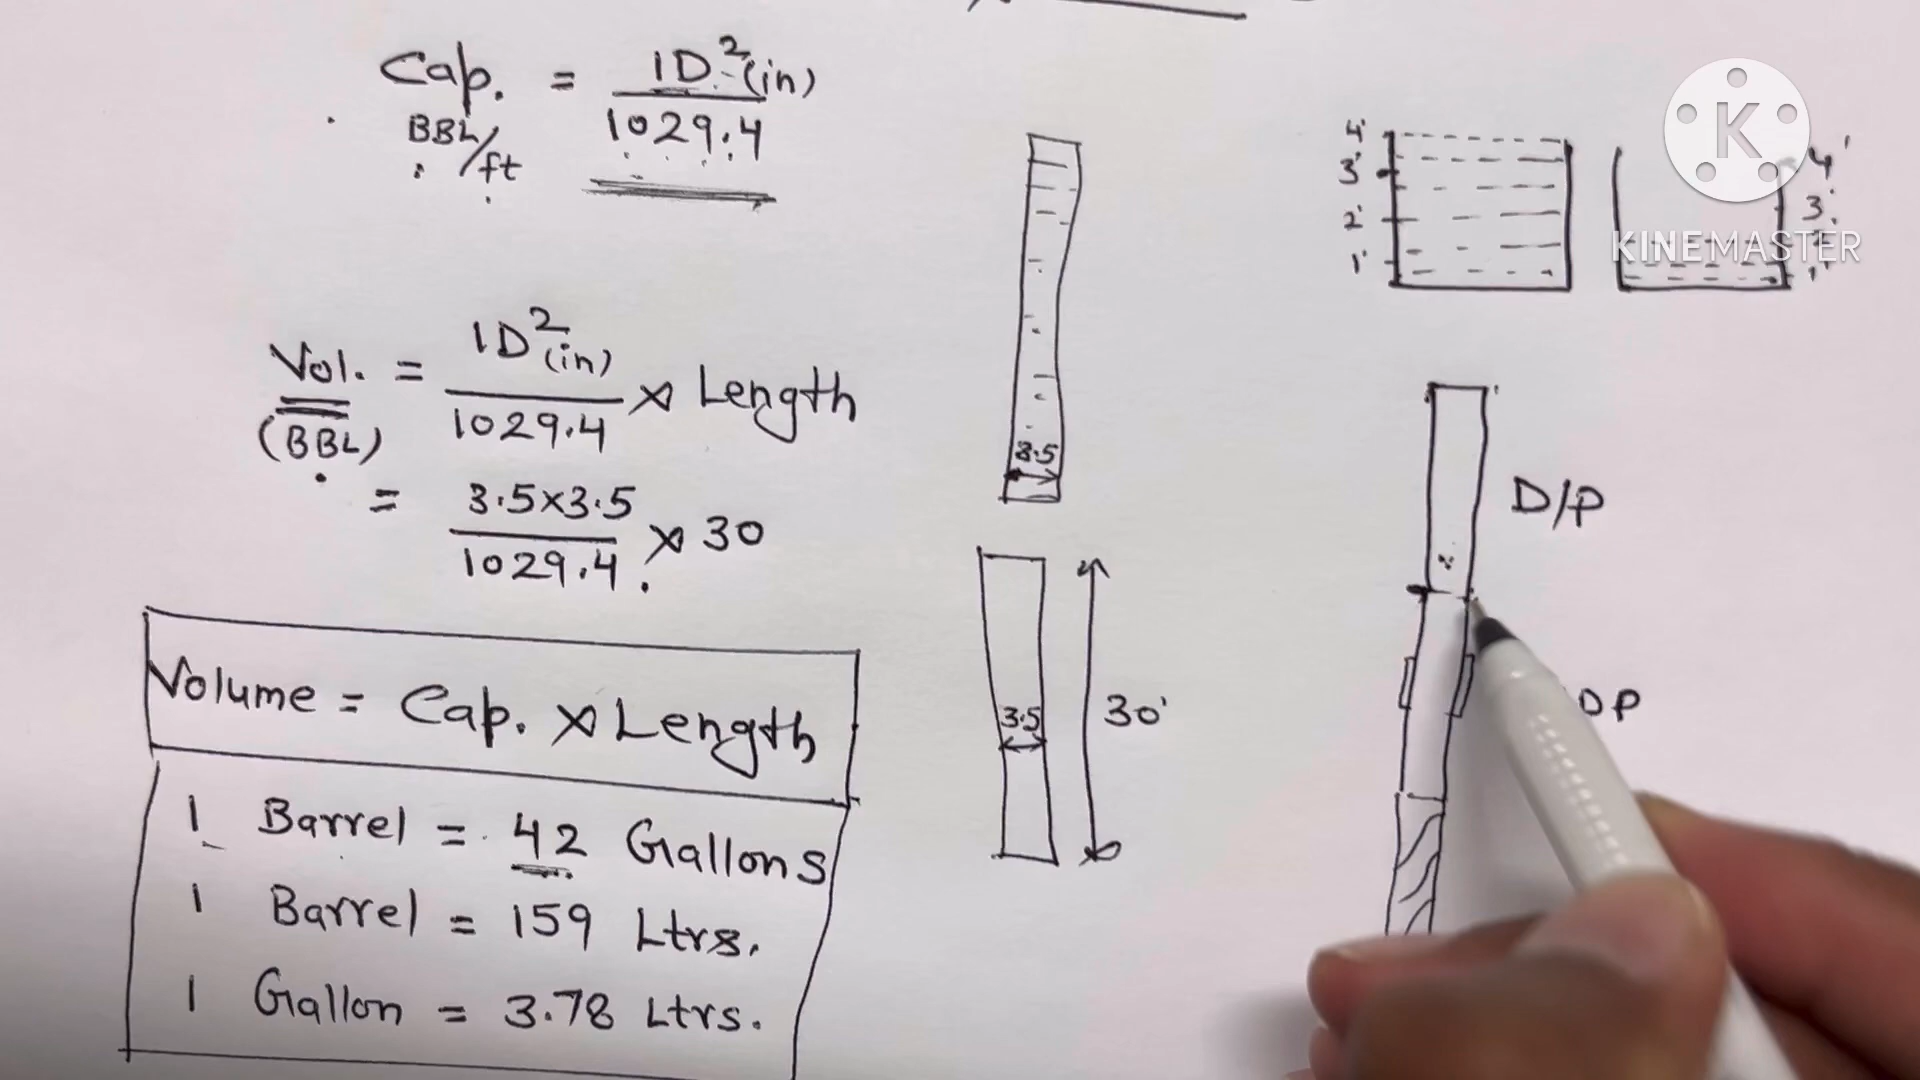 Cap. = ID²(in)
BBL/ft 1029.4
Vol. = ID²(in) × Length
(BBL) 1029.4
= 3.5×3.5 × 30
1029.4
Volume = Cap. × Length
1 Barrel = 42 Gallons
1 Barrel = 159 Ltrs.
1 Gallon = 3.78 Ltrs.
3.5
3.5
30'
4'
3'
2'
1'
K
KINEMASTER
4'
3'
1'
D/P
DP